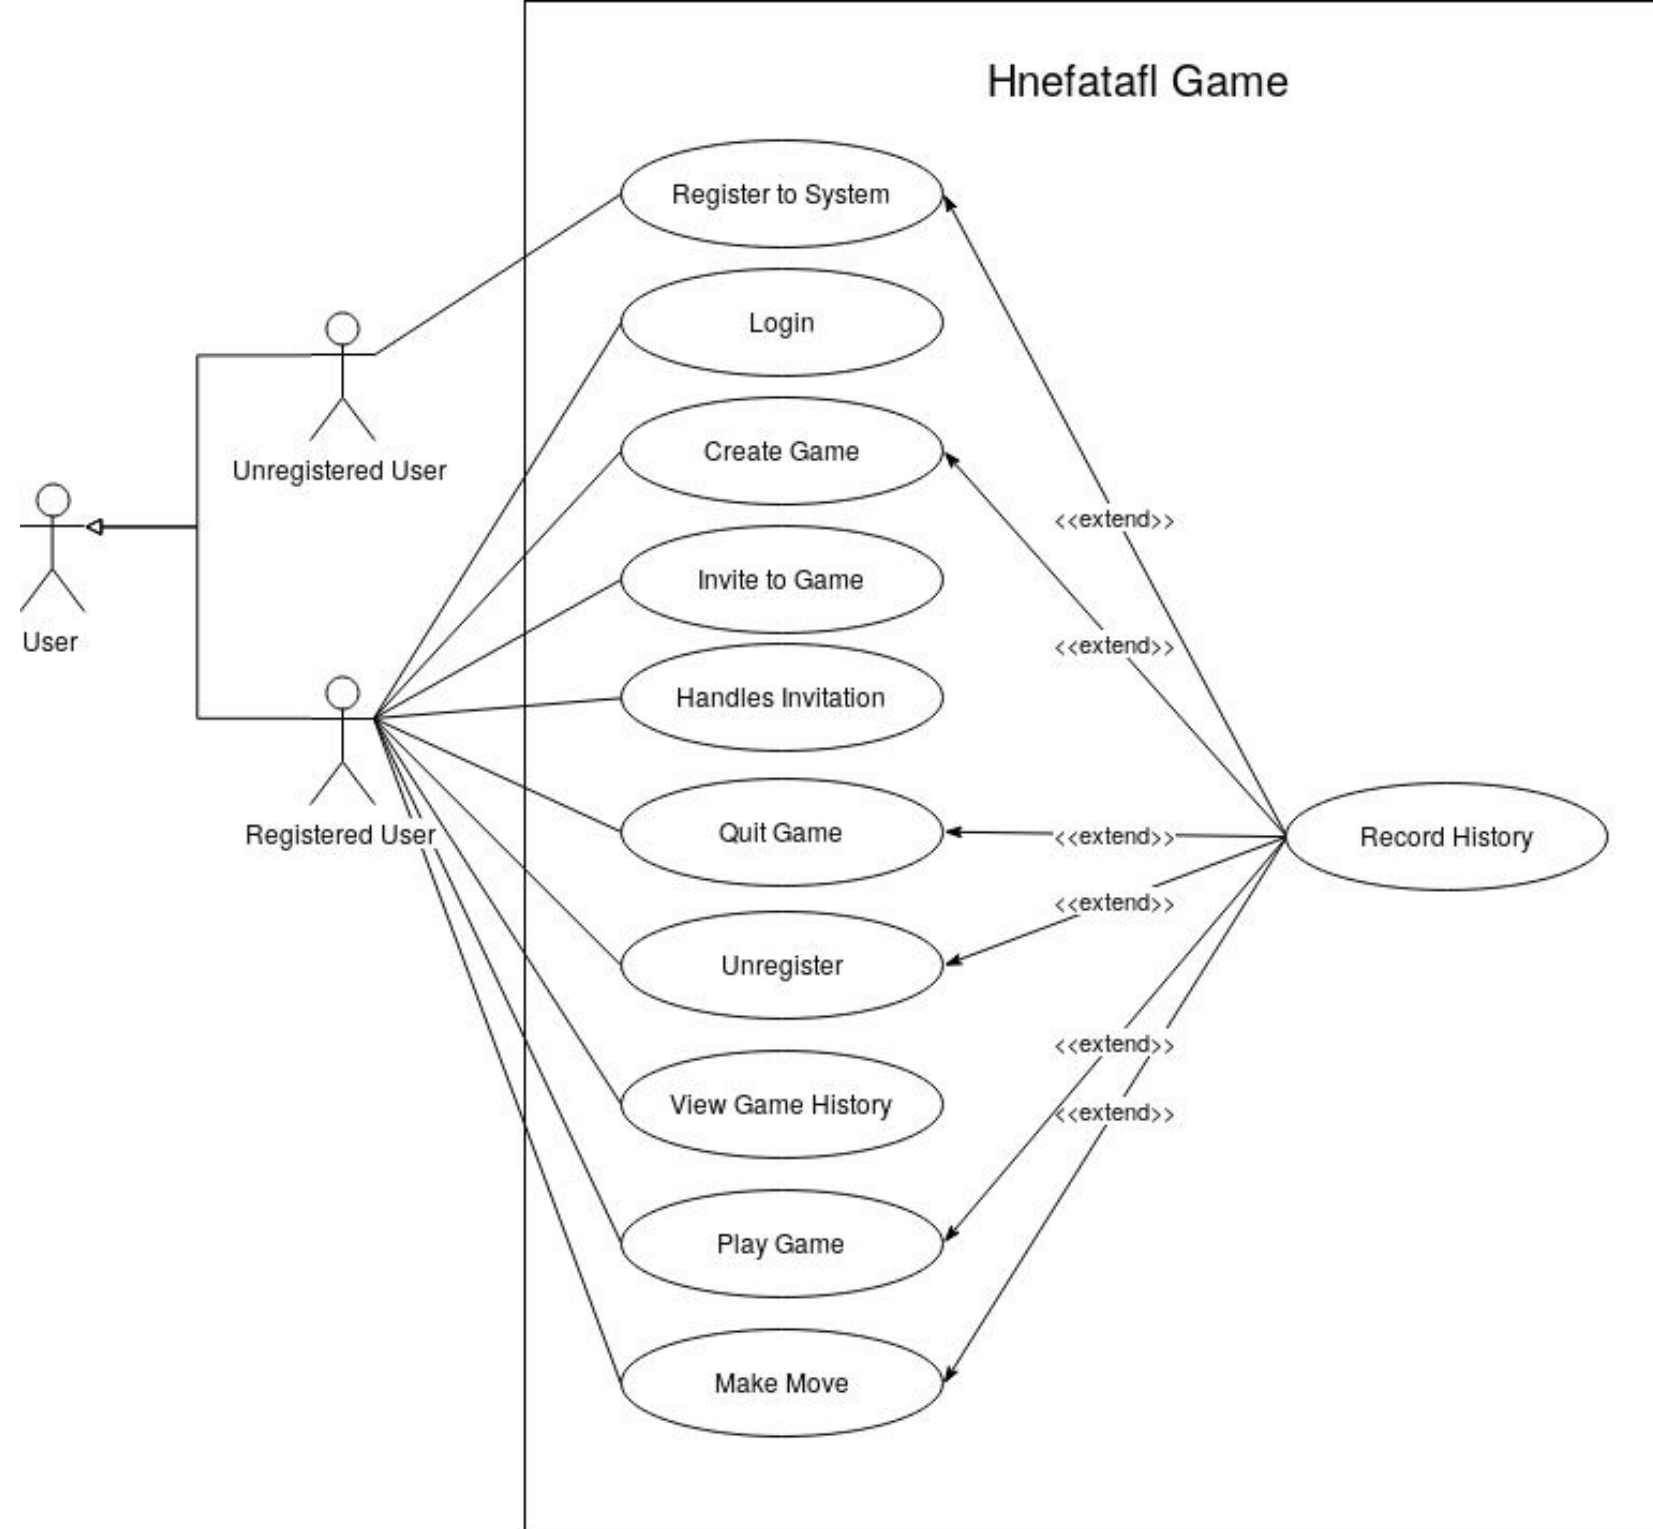 Hnefatafl Game
Register to System
Login
Unregistered User
Create Game
<<extend>>
Invite to Game
User
<<extend>>
Handles Invitation
Registered User
Quit Game
<<extend>>
Record History
<<extend>>
Unregister
<<extend>>
View Game History
<<extend>>
Play Game
Make Move